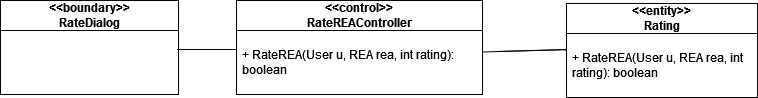 <<boundary>>
RateDialog
<<control>>
RateREAController
+ RateREA(User u, REA rea, int rating):
boolean
<<entity>>
Rating
+ RateREA(User u, REA rea, int
rating): boolean